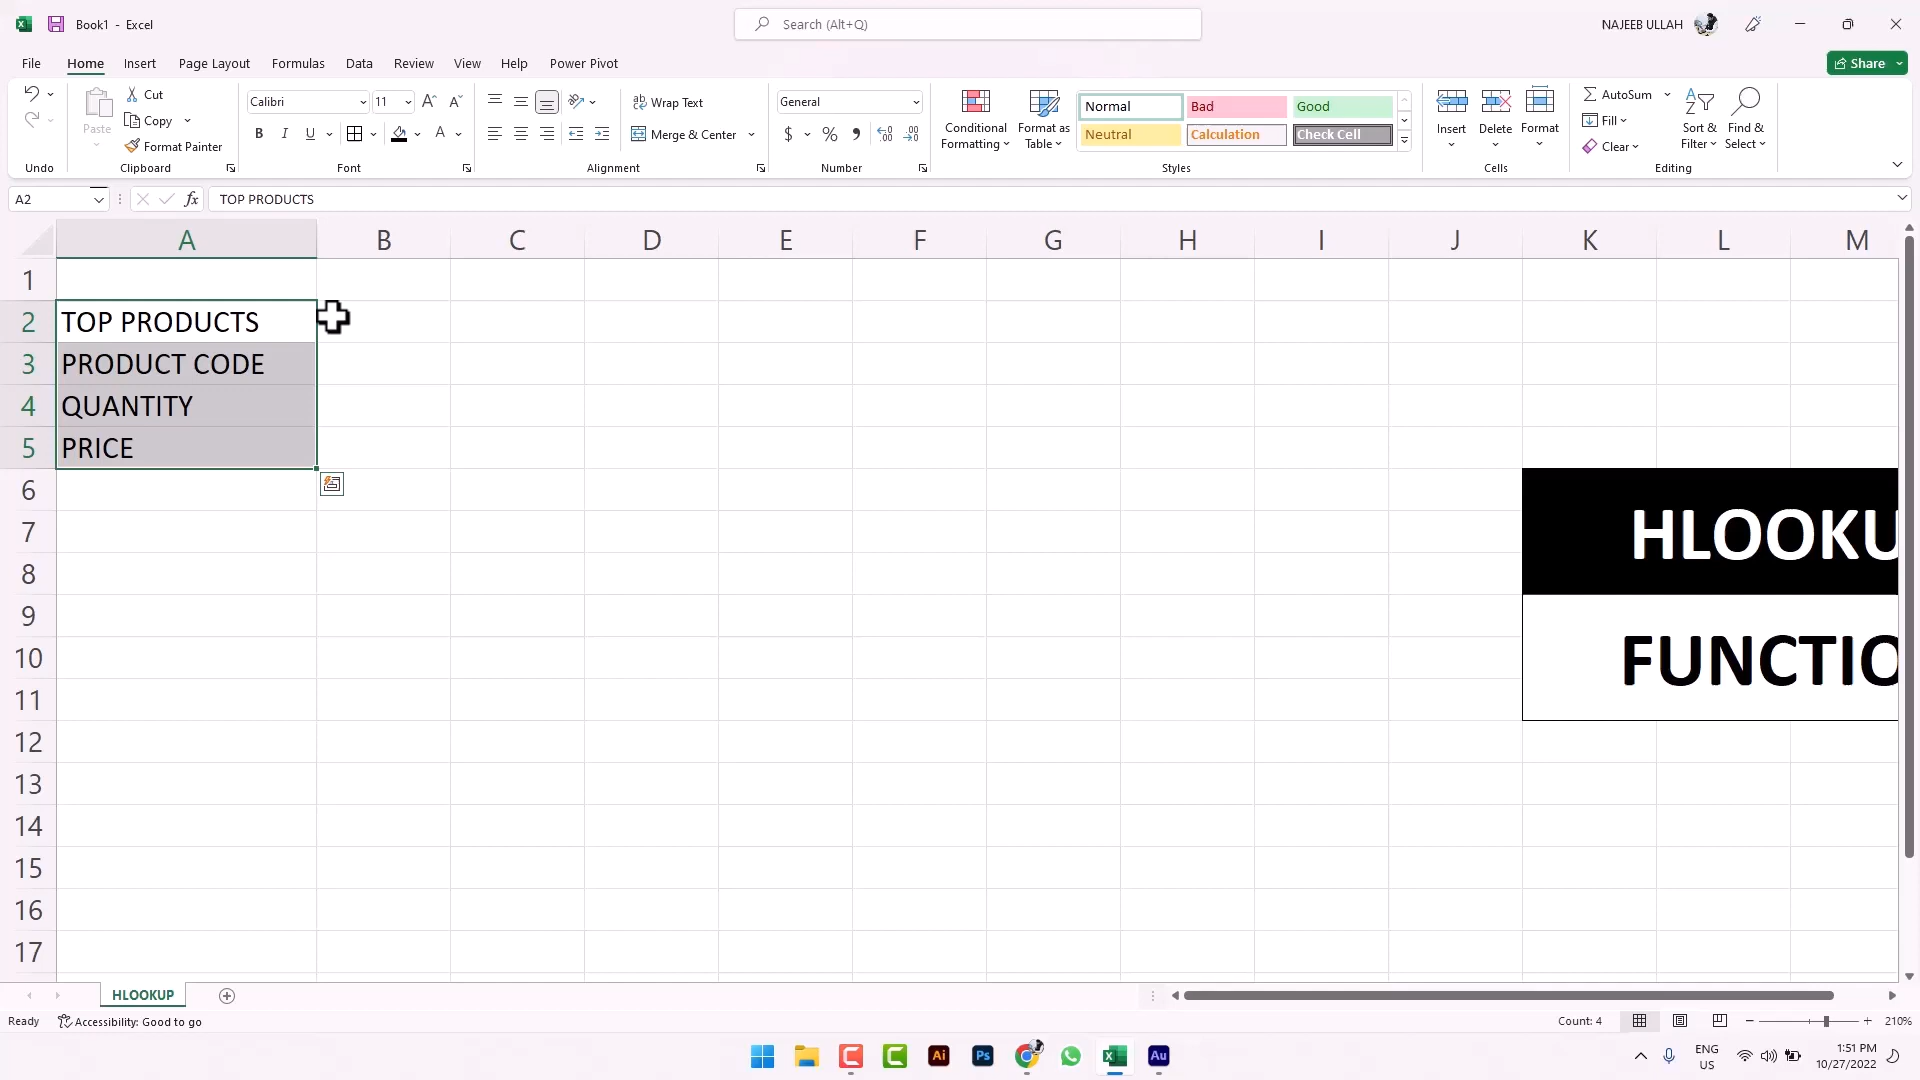 Book1 - Excel
Search (Alt+Q)
NAJEEB ULLAH
File Home Insert Page Layout Formulas Data Review View Help Power Pivot
Share
Paste
Cut
Copy
Format Painter
Calibri 11
B I U
A
Wrap Text
Merge & Center
General
$ % 9
Conditional Formatting
Format as Table
Normal Bad Good
Neutral Calculation Check Cell
Insert Delete Format
AutoSum
Fill
Clear
Sort & Filter
Find & Select
Undo Clipboard Font Alignment Number Styles Cells Editing
A2 fx TOP PRODUCTS
A B C D E F G H I J K L M
1
2 TOP PRODUCTS
3 PRODUCT CODE
4 QUANTITY
5 PRICE
6
7 HLOOKU
8
9
10 FUNCTIO
11
12
13
14
15
16
17
HLOOKUP
Ready Accessibility: Good to go Count: 4 210%
Ai Ps Au
ENG
US
1:51 PM
10/27/2022